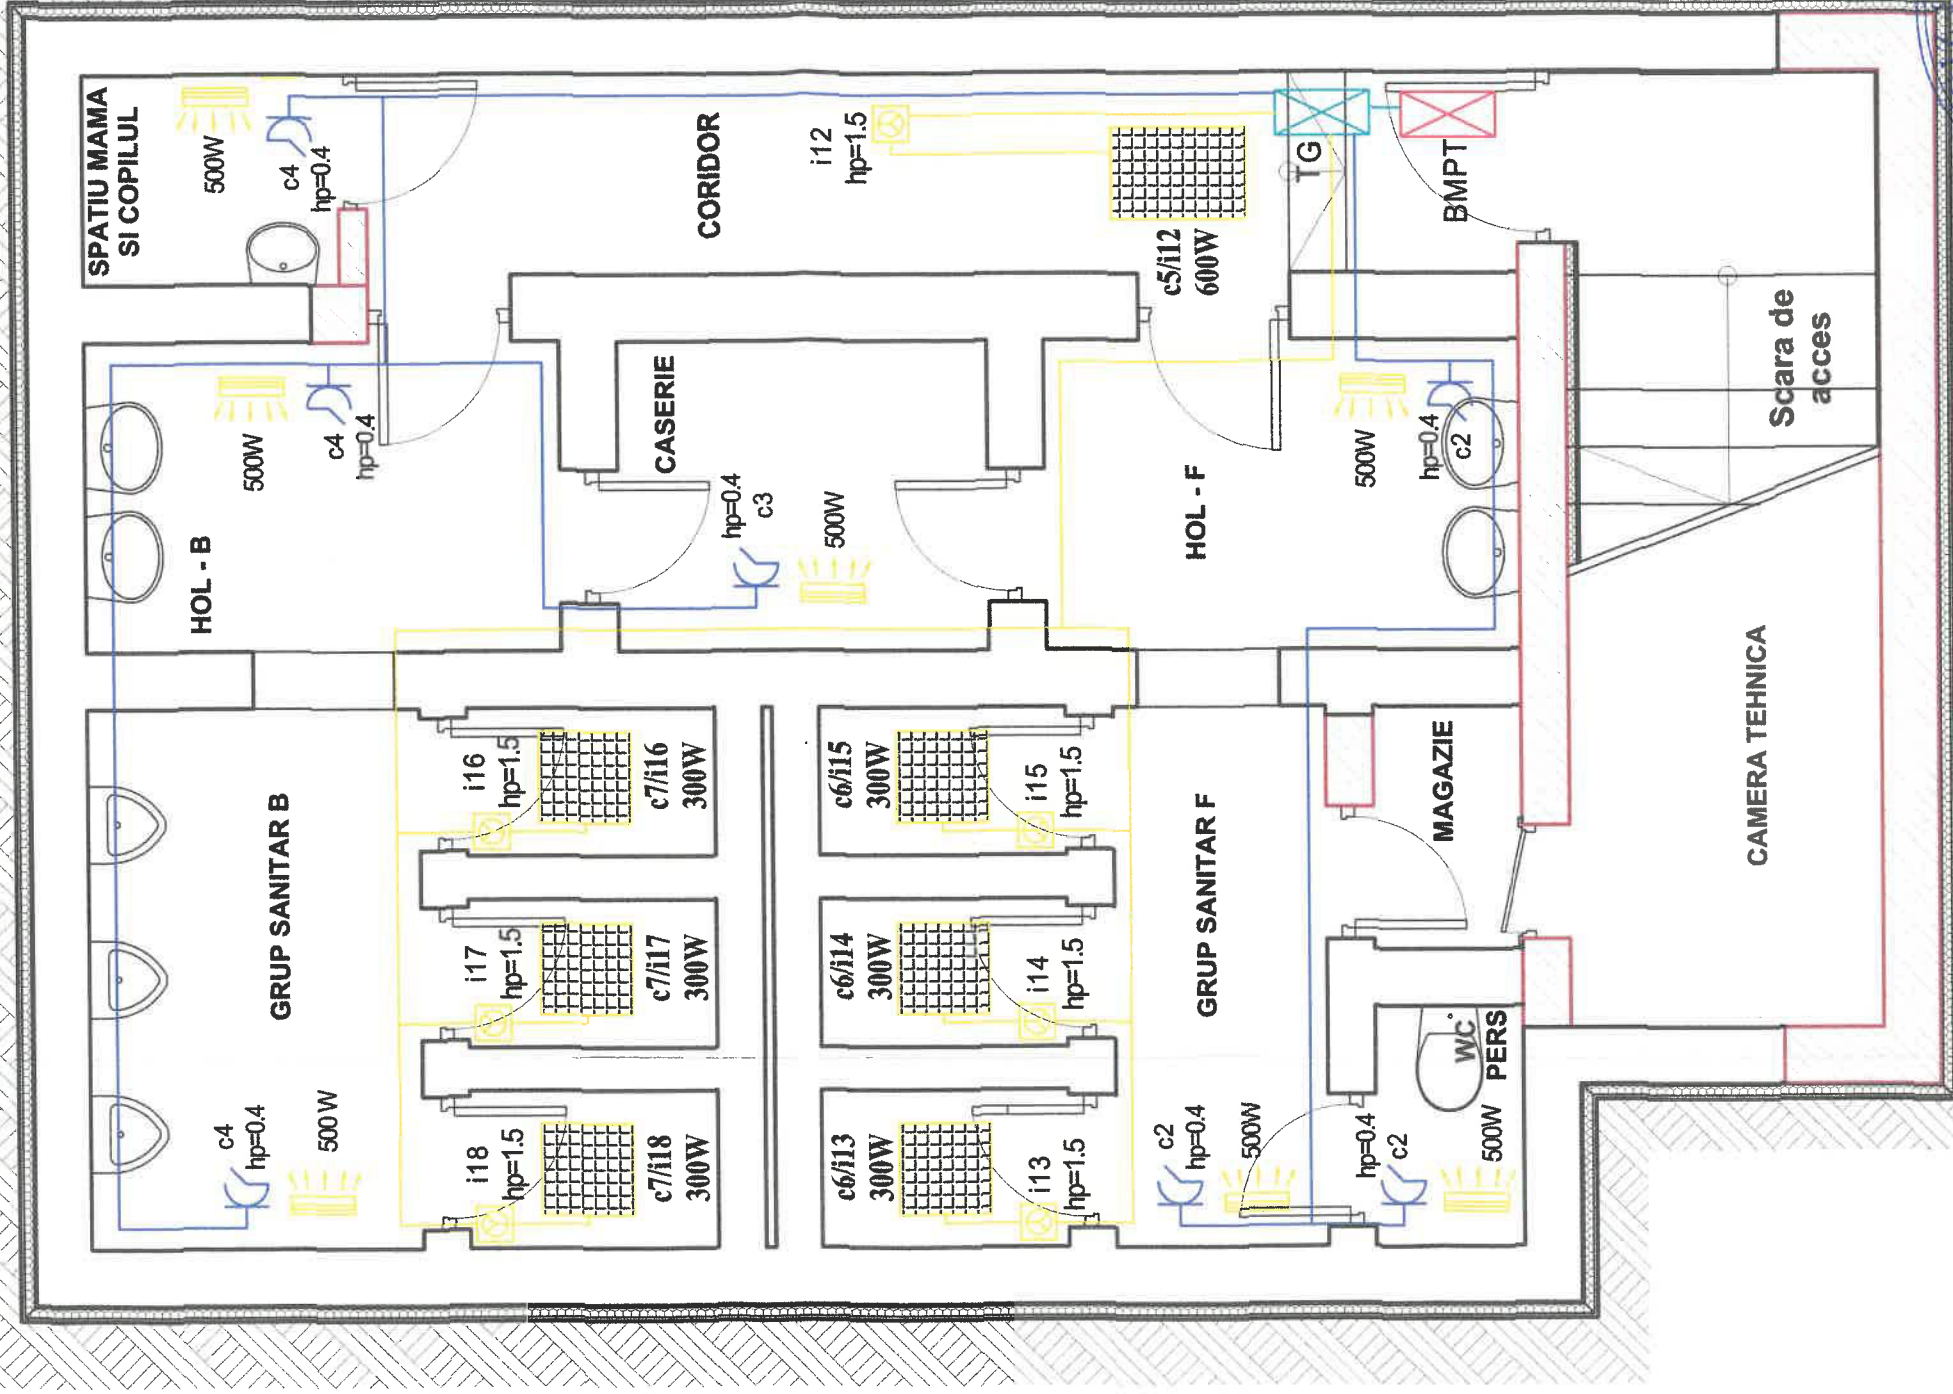 SPATIU MAMA
SI COPILUL
500W
c4
hp=0.4
CORIDOR
i12
hp=1.5
c5/i12
600W
TG
BMPT
Scara de
acces
HOL - B
500W
c4
hp=0.4
CASERIE
hp=0.4
c3
500W
HOL - F
500W
hp=0.4
c2
GRUP SANITAR B
c4
hp=0.4
500W
i16
hp=1.5
c7/i16
300W
i17
hp=1.5
c7/i17
300W
i18
hp=1.5
c7/i18
300W
c6/i15
300W
i15
hp=1.5
c6/i14
300W
i14
hp=1.5
c6/i13
300W
i13
hp=1.5
GRUP SANITAR F
c2
hp=0.4
500W
MAGAZIE
WC
PERS
hp=0.4
c2
500W
CAMERA TEHNICA